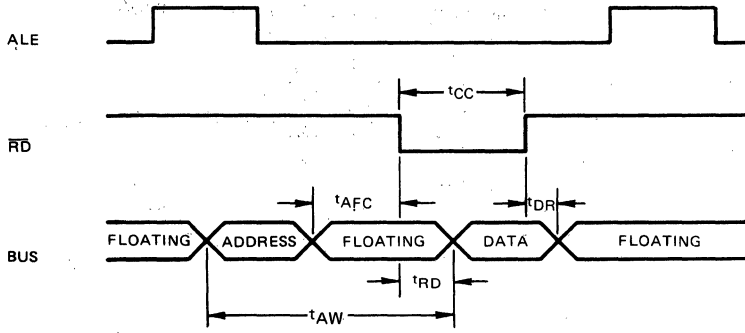 ALE
tCC
RD
tAFC
tDR
BUS
FLOATING ADDRESS FLOATING DATA FLOATING
tRD
tAW